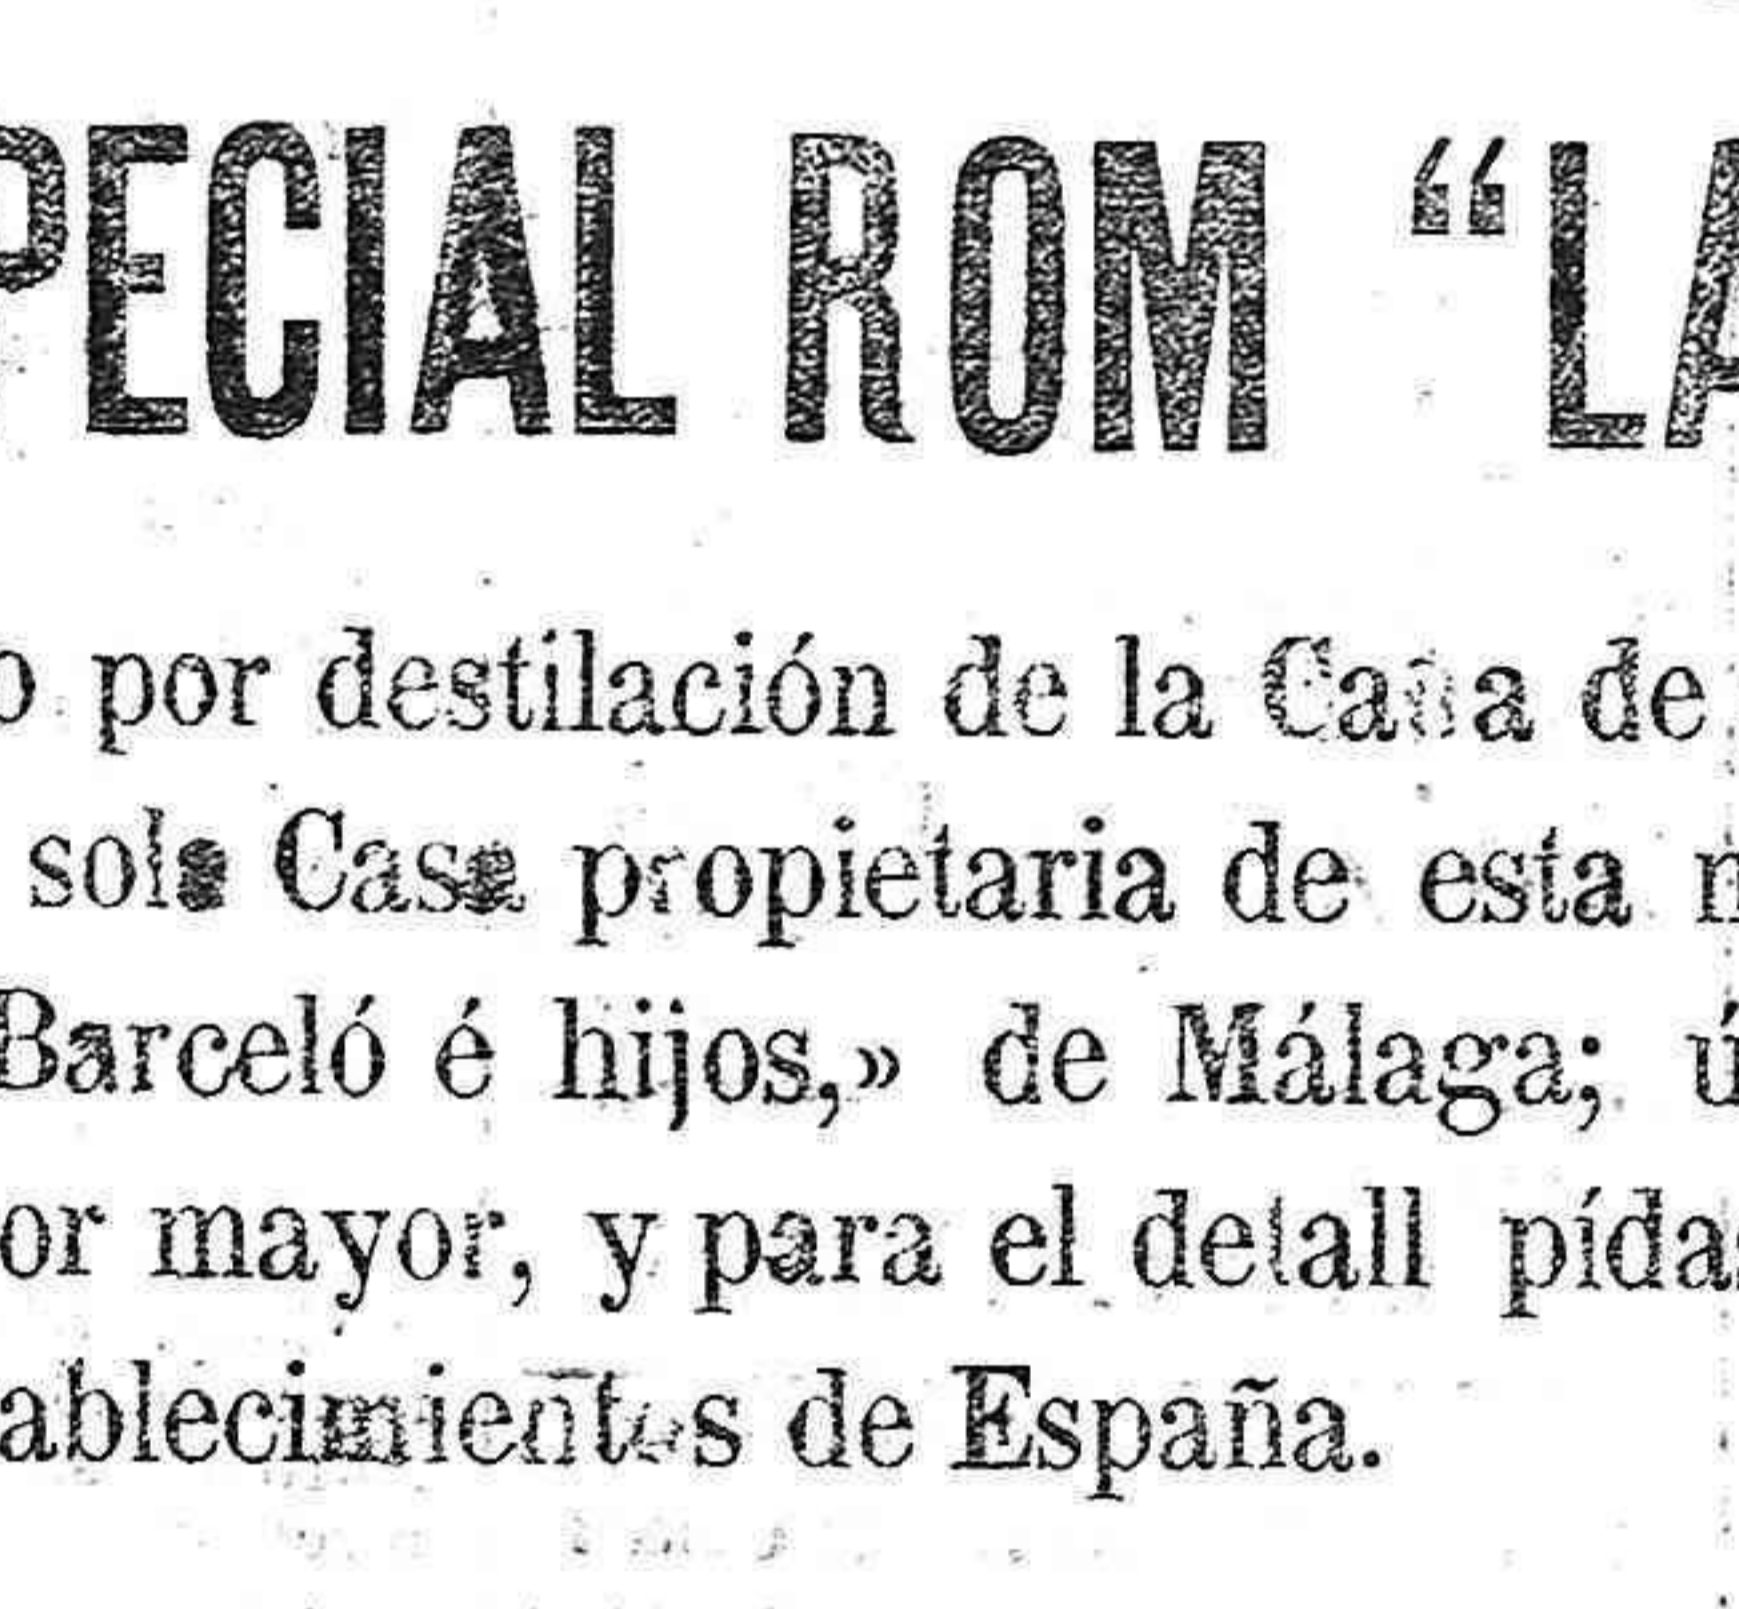 PECIAL ROM “LA
o por destilación de la Caña de
sola Casa propietaria de esta
Barceló é hijos,» de Málaga; ú
or mayor, y para el detall pídas
ablecimientos de España.